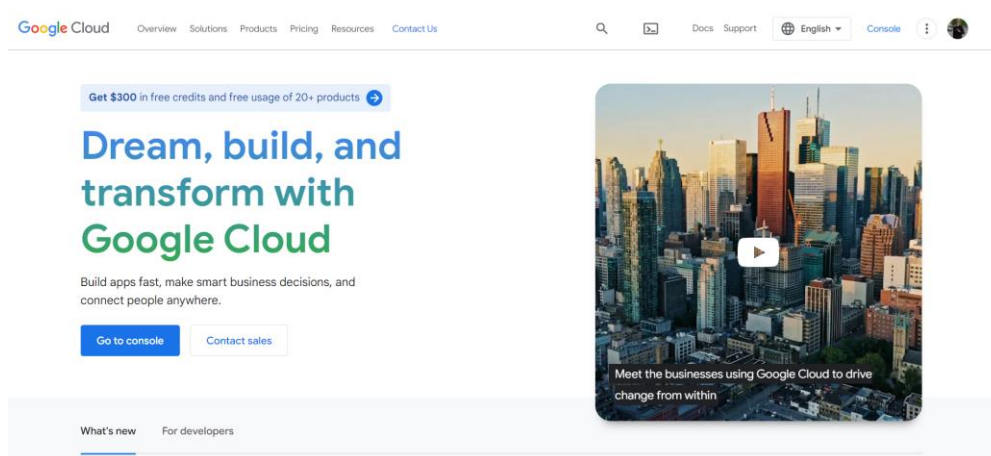 Google Cloud Overview Solutions Products Pricing Resources Contact Us Docs Support English Console
Get $300 in free credits and free usage of 20+ products
Dream, build, and
transform with
Google Cloud
Build apps fast, make smart business decisions, and
connect people anywhere.
Go to console Contact sales
Meet the businesses using Google Cloud to drive
change from within
What's new For developers